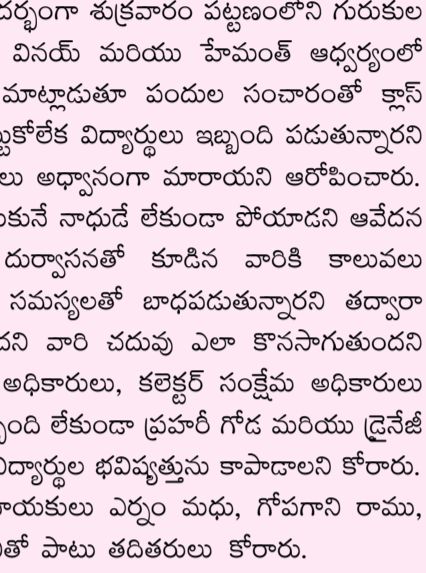 దర్భంగా శుక్రవారం పట్టణంలోని గురుకుల
వినయ్ మరియు హేమంత్ ఆధ్వర్యంలో
మాట్లాడుతూ పందుల సంచారంతో క్లాస్
ట్టుకోలేక విద్యార్థులు ఇబ్బంది పడుతున్నారని
లు అధ్వానంగా మారాయని ఆరోపించారు.
కునే నాధుడే లేకుండా పోయాడని ఆవేదన
దుర్వాసనతో కూడిన వారికి కాలువలు
సమస్యలతో బాధపడుతున్నారని తద్వారా
దని వారి చదువు ఎలా కొనసాగుతుందని
అధికారులు, కలెక్టర్ సంక్షేమ అధికారులు
బ్బంది లేకుండా ప్రహరీ గోడ మరియు డ్రైనేజీ
విద్యార్థుల భవిష్యత్తును కాపాడాలని కోరారు.
నాయకులు ఎర్నం మధు, గోపగాని రాము,
తో పాటు తదితరులు కోరారు.